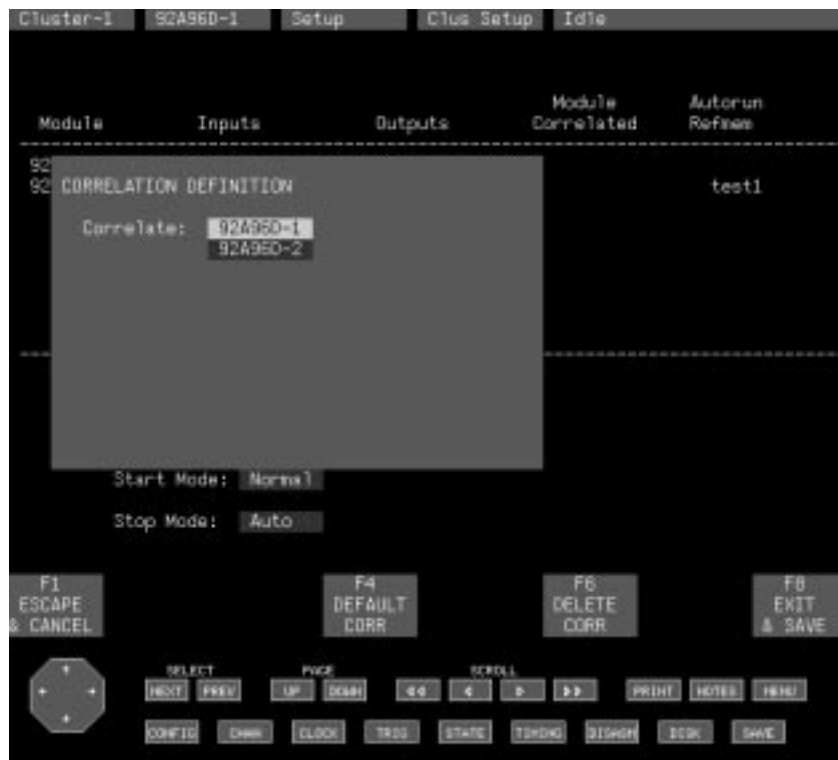 Cluster-1 92A96D-1 Setup Clus Setup Idle
Module Autorun
Module Inputs Outputs Correlated Refmem
92
92 test1
CORRELATION DEFINITION
Correlate: 92A96D-1
92A96D-2
Start Mode: Normal
Stop Mode: Auto
F1 F4 F6 F8
ESCAPE DEFAULT DELETE EXIT
& CANCEL CORR CORR & SAVE
SELECT PAGE SCROLL
NEXT PREV UP DOWN PRINT NOTES MENU
CONFIG CHAN CLOCK TRIG STATE TIMING DISASM DISK SAVE